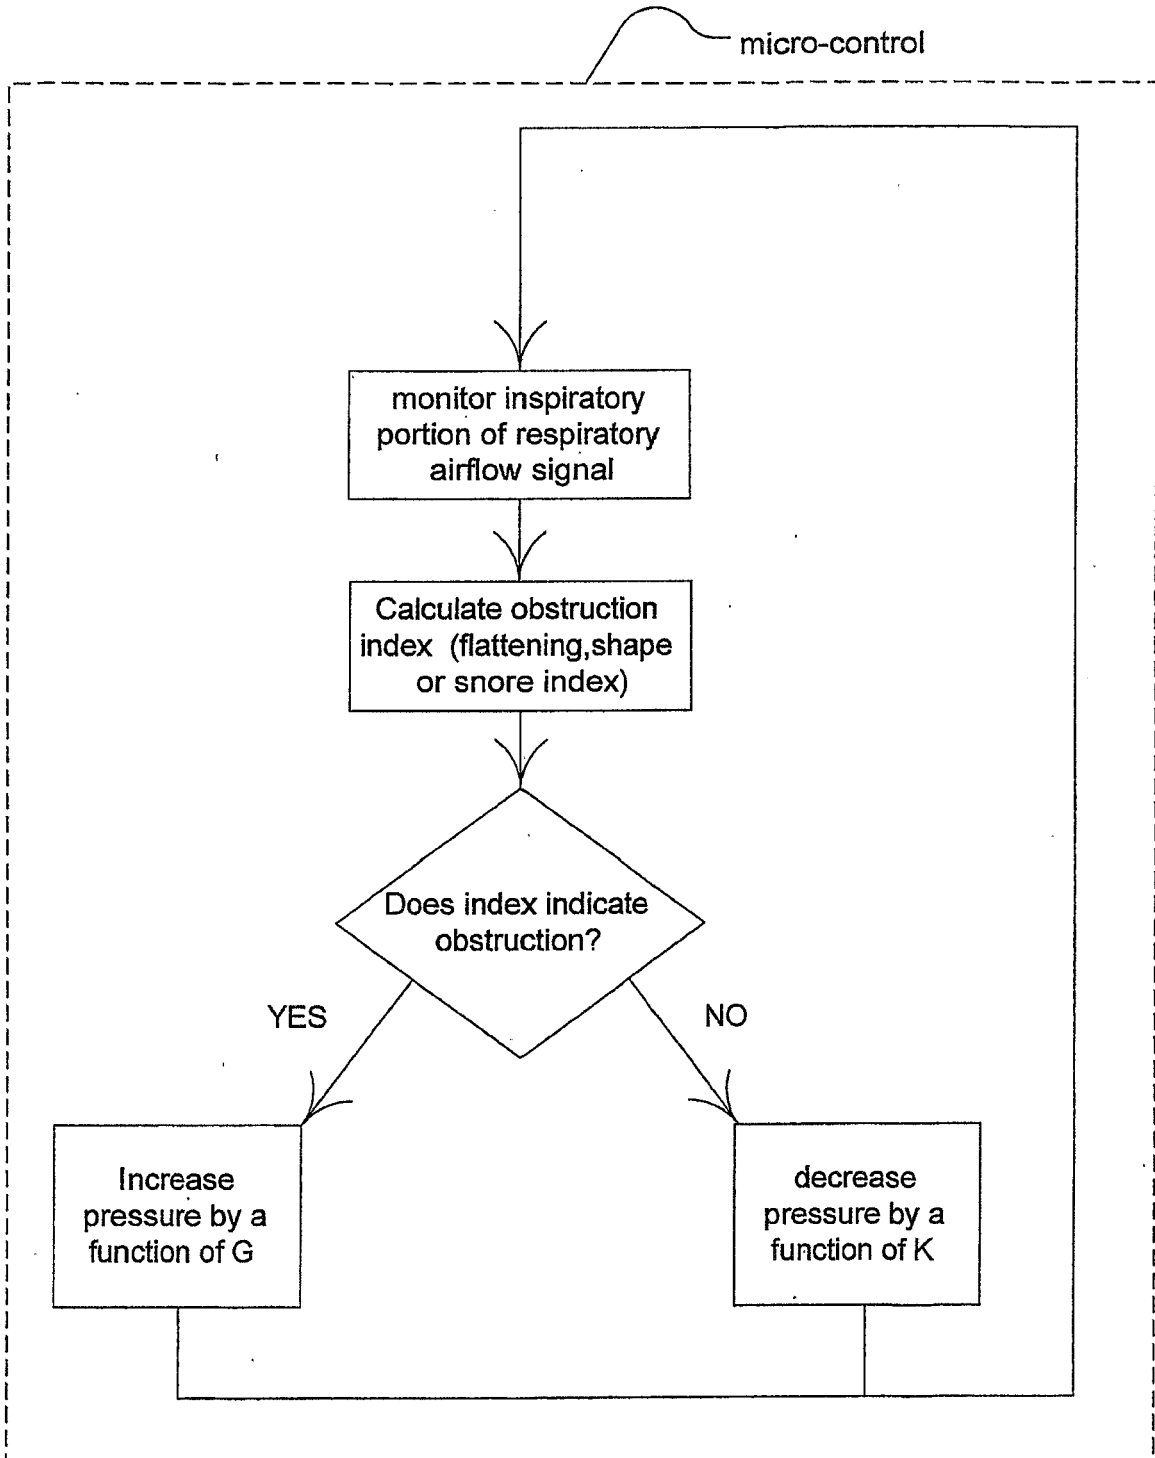 micro-control
monitor inspiratory
portion of respiratory
airflow signal
Calculate obstruction
index (flattening,shape
or snore index)
Does index indicate
obstruction?
YES
NO
Increase
pressure by a
function of G
decrease
pressure by a
function of K